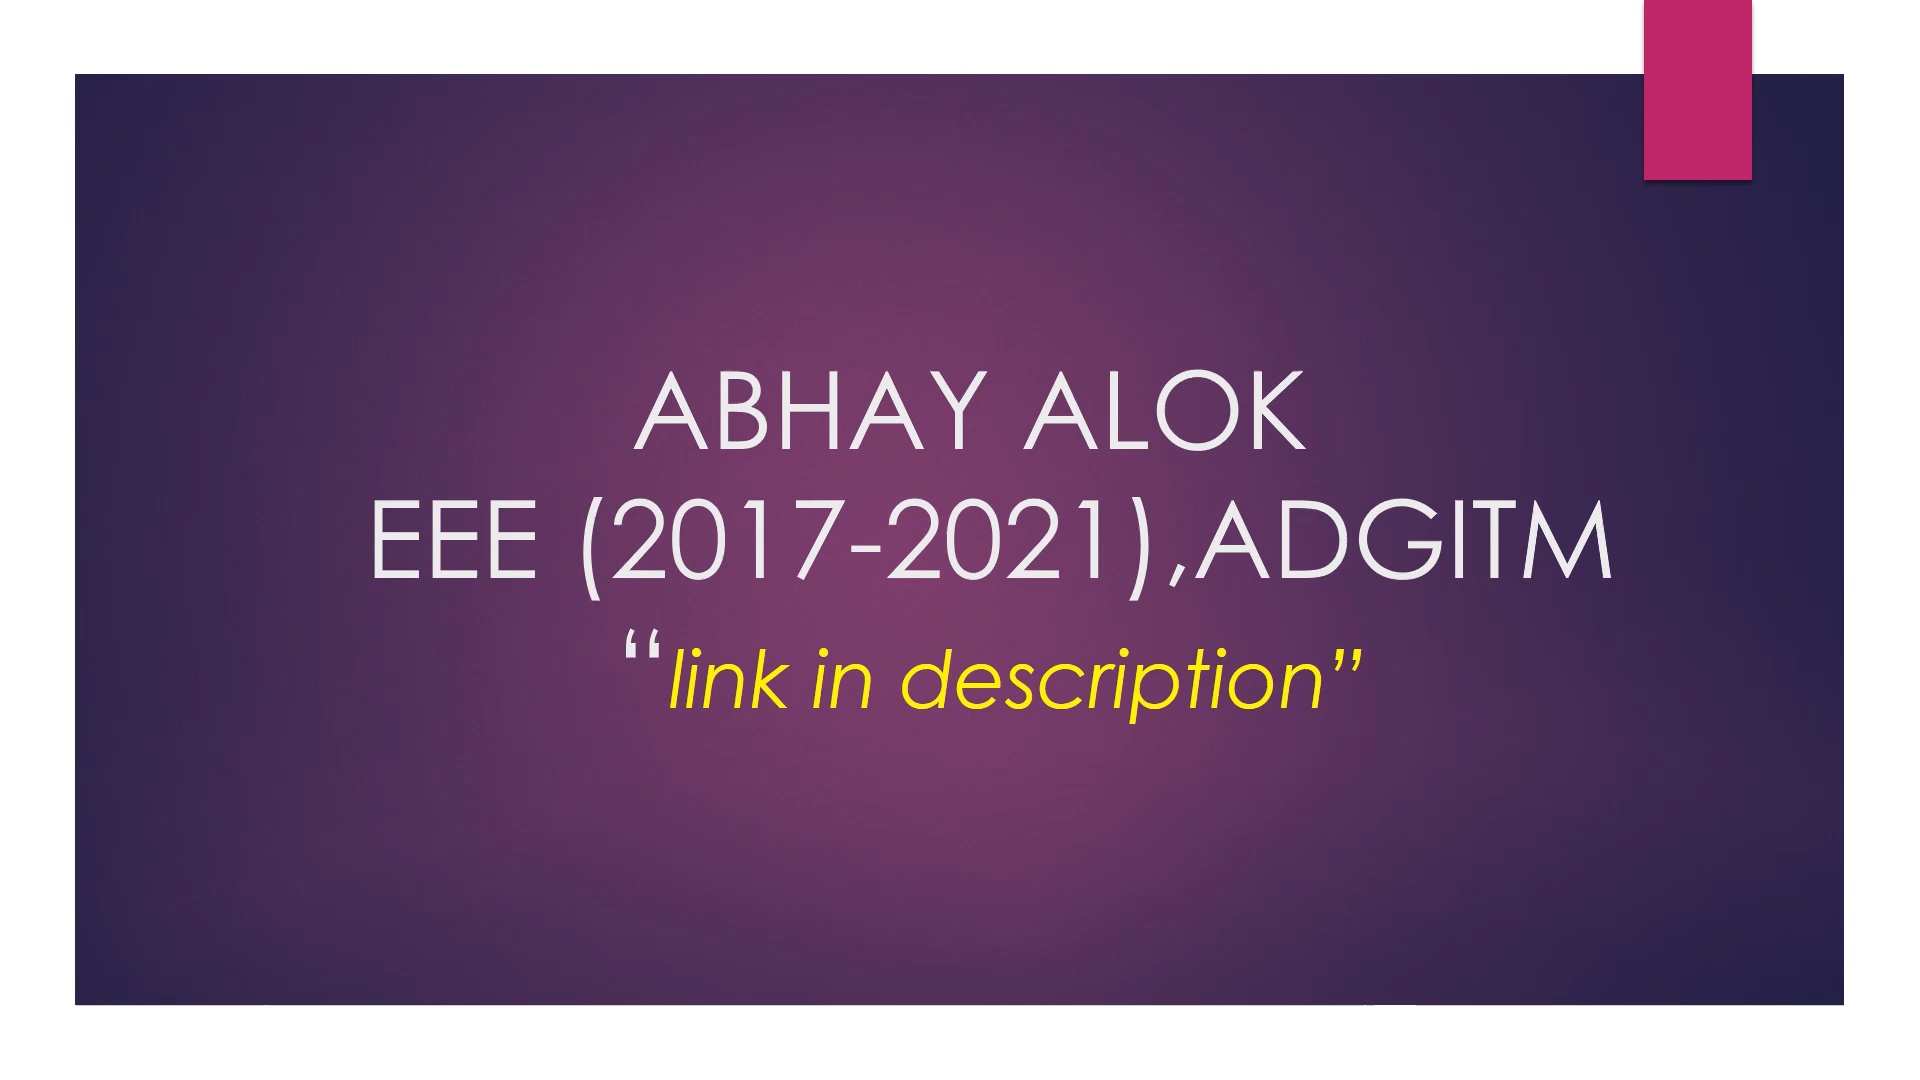 ABHAY ALOK
EEE (2017-2021),ADGITM
“link in description”